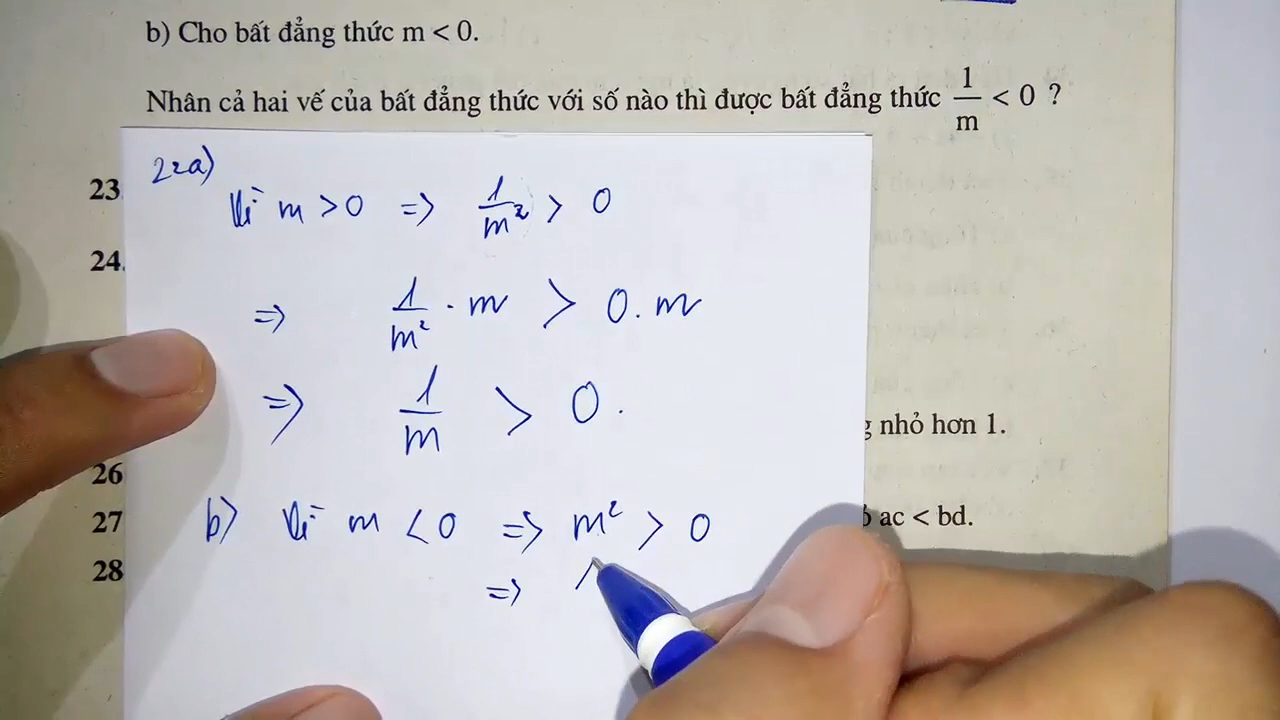 b) Cho bất đẳng thức m < 0.
Nhân cả hai vế của bất đẳng thức với số nào thì được bất đẳng thức 1/m < 0 ?
22a)
23
Vì m > 0 => 1/m² > 0
24.
=> 1/m² . m > 0 . m
=> 1/m > 0 .
nhỏ hơn 1.
26
27
b) Vì m < 0 => m² > 0
ac < bd.
28
=> 1